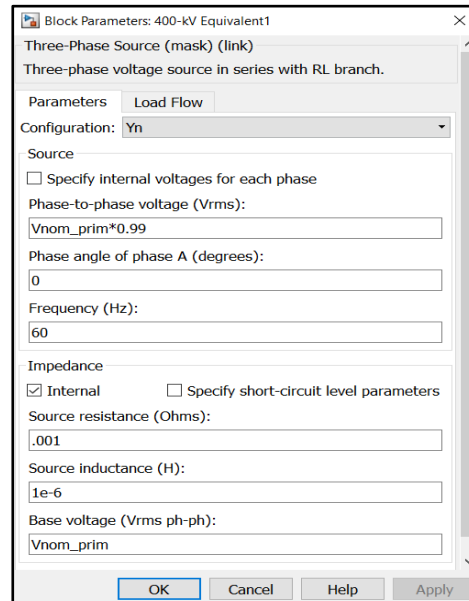 Block Parameters: 400-kV Equivalent1
Three-Phase Source (mask) (link)
Three-phase voltage source in series with RL branch.
Parameters Load Flow
Configuration: Yn
Source
Specify internal voltages for each phase
Phase-to-phase voltage (Vrms):
Vnom_prim*0.99
Phase angle of phase A (degrees):
0
Frequency (Hz):
60
Impedance
Internal Specify short-circuit level parameters
Source resistance (Ohms):
.001
Source inductance (H):
1e-6
Base voltage (Vrms ph-ph):
Vnom_prim
OK Cancel Help Apply